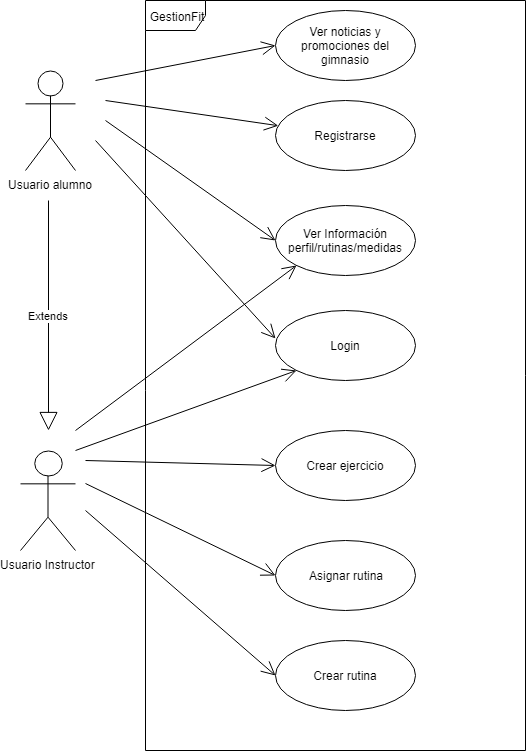 GestionFit
Ver noticias y
promociones del
gimnasio
Registrarse
Usuario alumno
Ver Información
perfil/rutinas/medidas
Extends
Login
Crear ejercicio
Usuario Instructor
Asignar rutina
Crear rutina